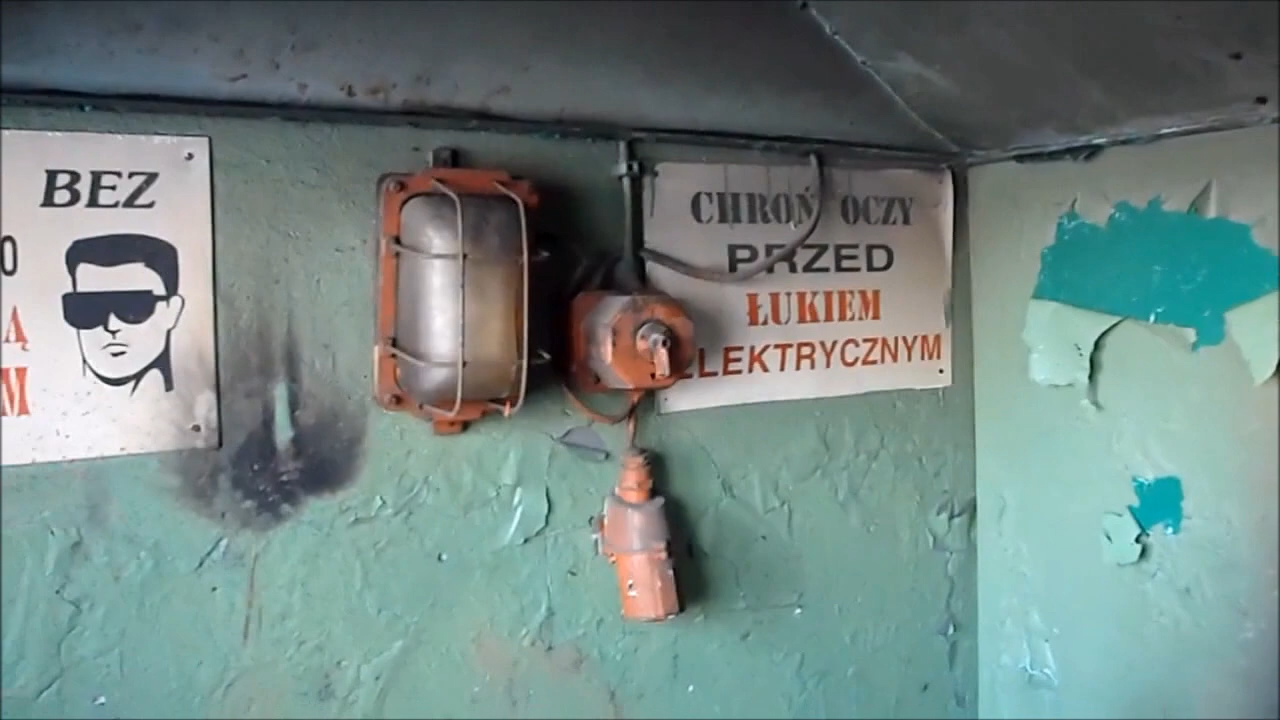 BEZ
O
Ą
M
CHROŃ OCZY
PRZED
ŁUKIEM
ELEKTRYCZNYM